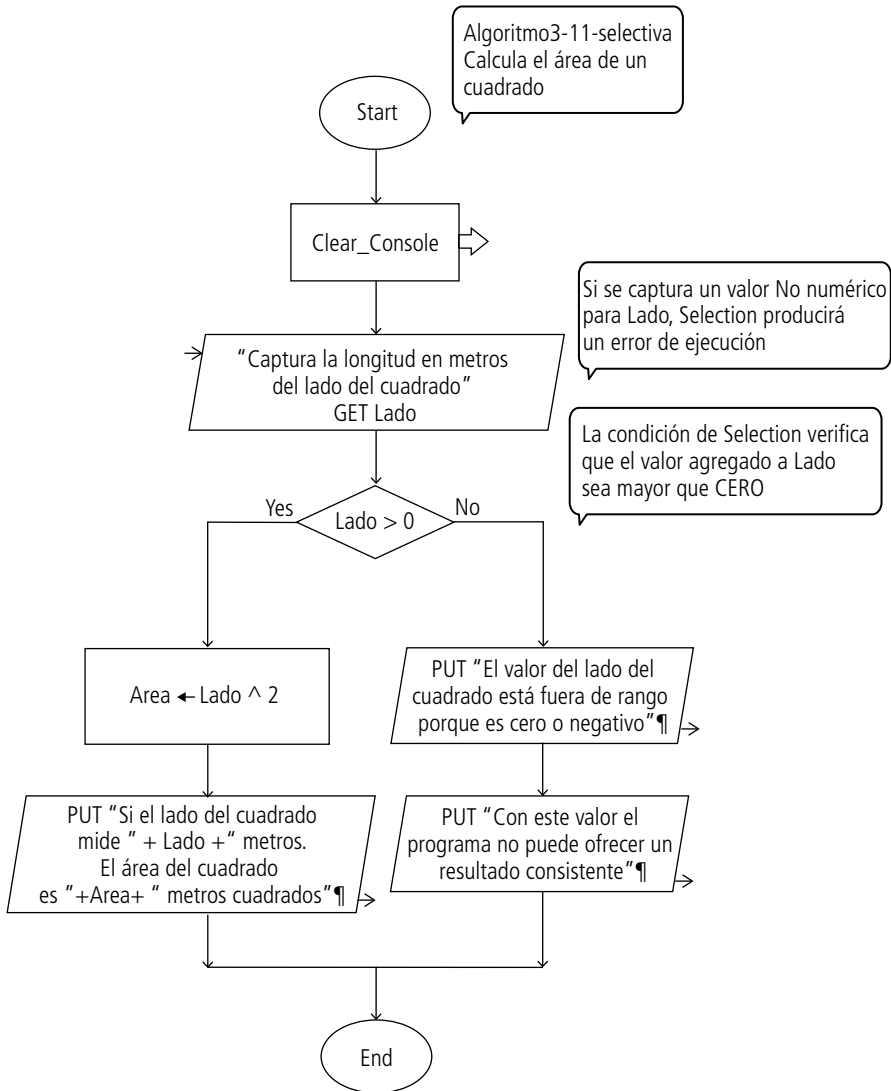 Algoritmo3-11-selectiva
Calcula el área de un
cuadrado
Start
Clear_Console
Si se captura un valor No numérico
para Lado, Selection producirá
un error de ejecución
"Captura la longitud en metros
del lado del cuadrado"
GET Lado
La condición de Selection verifica
que el valor agregado a Lado
sea mayor que CERO
Yes
Lado > 0
No
Area ← Lado ^ 2
PUT "El valor del lado del
cuadrado está fuera de rango
porque es cero o negativo"¶
PUT "Si el lado del cuadrado
mide " + Lado +" metros.
El área del cuadrado
es "+Area+ " metros cuadrados"¶
PUT "Con este valor el
programa no puede ofrecer un
resultado consistente"¶
End